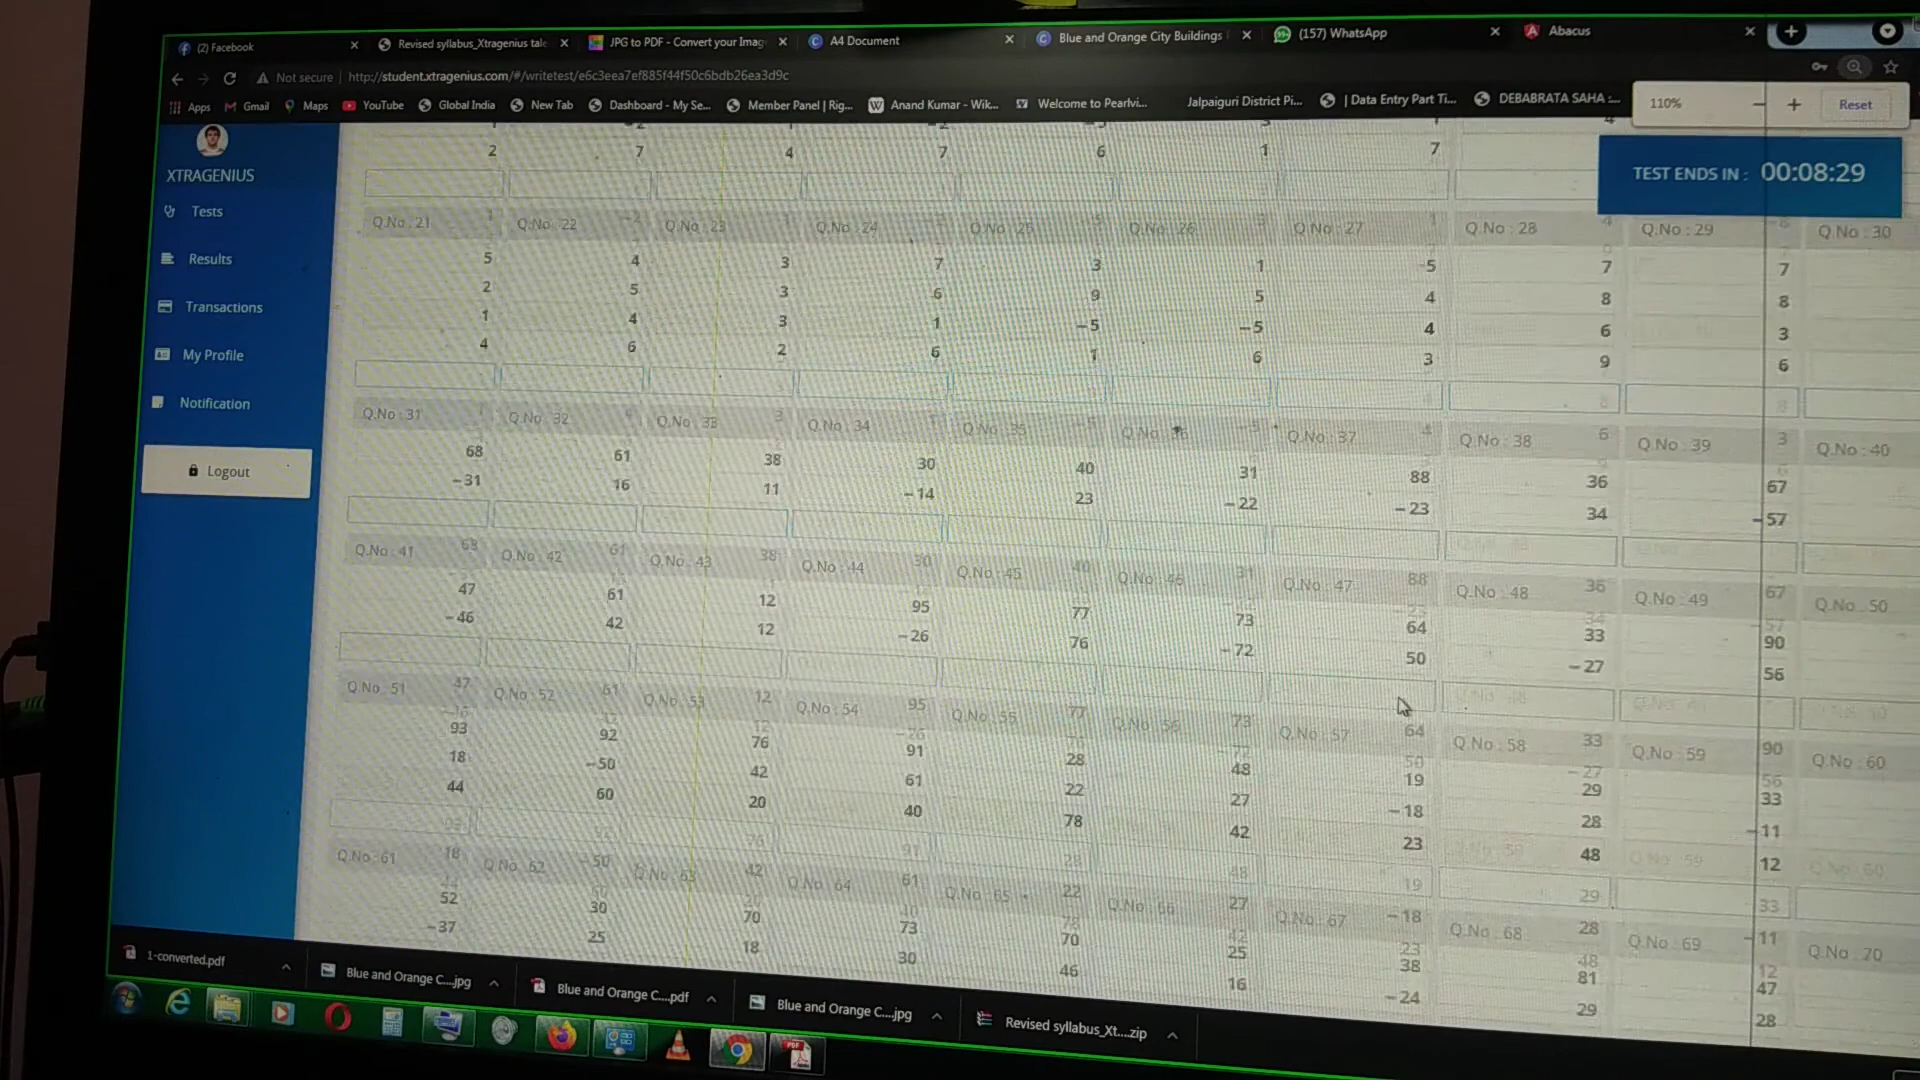 (2) Facebook
Revised syllabus_Xtragenius tale
JPG to PDF - Convert your Imag
A4 Document
Blue and Orange City Buildings
(157) WhatsApp
Abacus
Not secure
http://student.xtragenius.com/#/writetest/e6c3eea7ef885f44f50c6bdb26ea3d9c
Apps
Gmail
Maps
YouTube
Global India
New Tab
Dashboard - My Se...
Member Panel | Rig...
Anand Kumar - Wik...
Welcome to Pearlvi...
Jalpaiguri District Pi...
| Data Entry Part Ti...
DEBABRATA SAHA :...
110% − + Reset
TEST ENDS IN : 00:08:29
XTRAGENIUS
Tests
Results
Transactions
My Profile
Notification
Logout
2 7 4 7 6 1 7
Q.No : 21 Q.No : 22 Q.No : 23 Q.No : 24 Q.No : 25 Q.No : 26 Q.No : 27 Q.No : 28 Q.No : 29 Q.No : 30
5 4 3 7 3 1 -5 7 7
2 5 3 6 9 5 4 8 8
1 4 3 1 -5 -5 4 6 3
4 6 2 6 1 6 3 9 6
Q.No : 31 Q.No : 32 Q.No : 33 Q.No : 34 Q.No : 35 Q.No : 36 Q.No : 37 Q.No : 38 Q.No : 39 Q.No : 40
68 61 38 30 40 31 88 36 67
-31 16 11 -14 23 -22 -23 34 -57
Q.No : 41 Q.No : 42 Q.No : 43 Q.No : 44 Q.No : 45 Q.No : 46 Q.No : 47 Q.No : 48 Q.No : 49 Q.No : 50
47 61 12 95 77 73 64 33 90
-46 42 12 -26 76 -72 50 -27 56
Q.No : 51 Q.No : 52 Q.No : 53 Q.No : 54 Q.No : 55 Q.No : 56 Q.No : 57 Q.No : 58 Q.No : 59 Q.No : 60
93 92 76 91 28 48 19 29 33
18 -50 42 61 22 27 -18 28 -11
44 60 20 40 78 42 23 48 12
Q.No : 61 Q.No : 62 Q.No : 63 Q.No : 64 Q.No : 65 Q.No : 66 Q.No : 67 Q.No : 68 Q.No : 69 Q.No : 70
52 30 70 73 70 25 38 81 47
-37 25 18 30 46 16 -24 29 28
1-converted.pdf
Blue and Orange C....jpg
Blue and Orange C....pdf
Blue and Orange C....jpg
Revised syllabus_Xt....zip